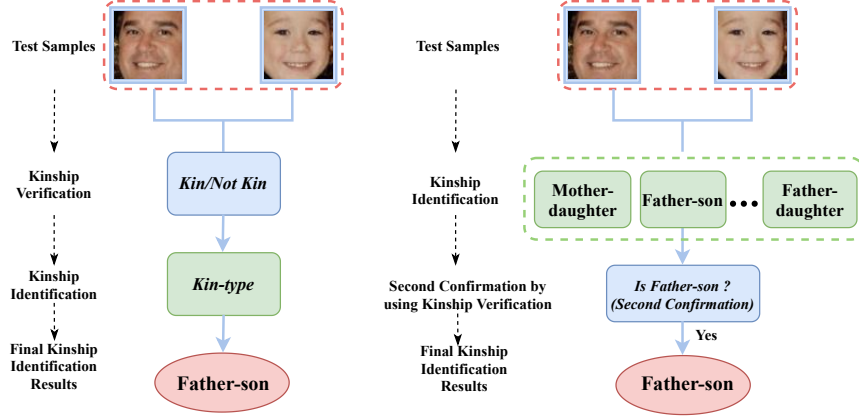 Test Samples
Kinship
Verification
Kin/Not Kin
Kinship
Identification
Kin-type
Final Kinship
Identification
Results
Father-son
Test Samples
Kinship
Identification
Mother-
daughter
Father-son
...
Father-
daughter
Second Confirmation by
using Kinship Verification
Is Father-son ?
(Second Confirmation)
Yes
Final Kinship
Identification
Results
Father-son